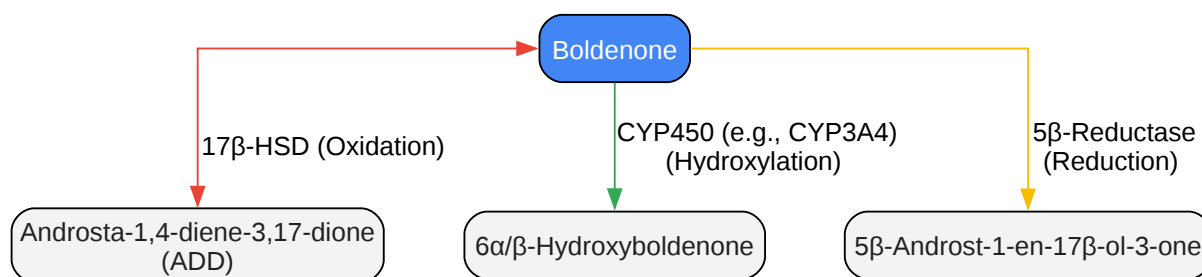 Boldenone
17β-HSD (Oxidation)
CYP450 (e.g., CYP3A4)
(Hydroxylation)
5β-Reductase
(Reduction)
Androsta-1,4-diene-3,17-dione
(ADD)
6α/β-Hydroxyboldenone
5β-Androst-1-en-17β-ol-3-one